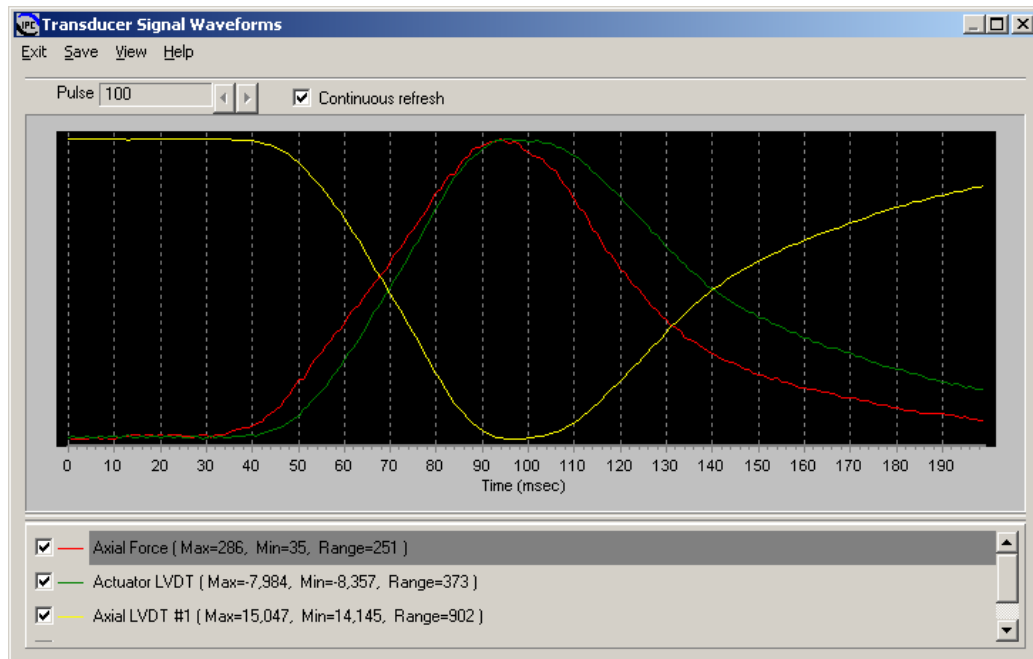 IPC Transducer Signal Waveforms
Exit Save View Help
Pulse 100 Continuous refresh
0 10 20 30 40 50 60 70 80 90 100 110 120 130 140 150 160 170 180 190
Time (msec)
Axial Force ( Max=286, Min=35, Range=251 )
Actuator LVDT ( Max=-7,984, Min=-8,357, Range=373 )
Axial LVDT #1 ( Max=15,047, Min=14,145, Range=902 )